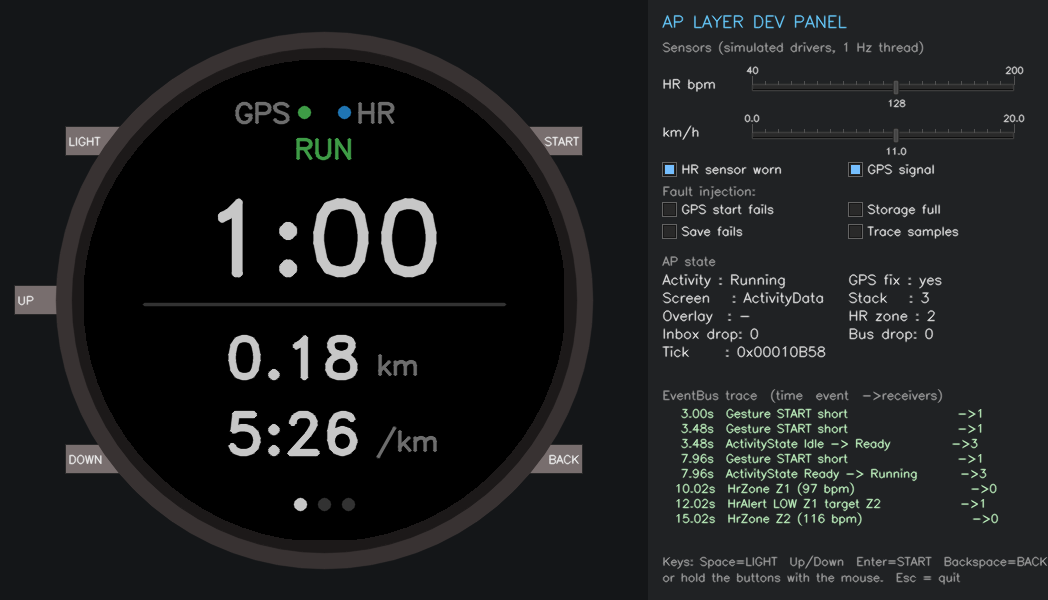 GPS HR
RUN
1:00
0.18 km
5:26 /km
LIGHT
START
UP
DOWN
BACK
AP LAYER DEV PANEL
Sensors (simulated drivers, 1 Hz thread)
40 200
HR bpm
128
0.0 20.0
km/h
11.0
HR sensor worn GPS signal
Fault injection:
GPS start fails Storage full
Save fails Trace samples
AP state
Activity : Running GPS fix : yes
Screen : ActivityData Stack : 3
Overlay : - HR zone : 2
Inbox drop: 0 Bus drop: 0
Tick : 0x00010B58
EventBus trace (time event ->receivers)
3.00s Gesture START short ->1
3.48s Gesture START short ->1
3.48s ActivityState Idle -> Ready ->3
7.96s Gesture START short ->1
7.96s ActivityState Ready -> Running ->3
10.02s HrZone Z1 (97 bpm) ->0
12.02s HrAlert LOW Z1 target Z2 ->1
15.02s HrZone Z2 (116 bpm) ->0
Keys: Space=LIGHT Up/Down Enter=START Backspace=BACK
or hold the buttons with the mouse. Esc = quit